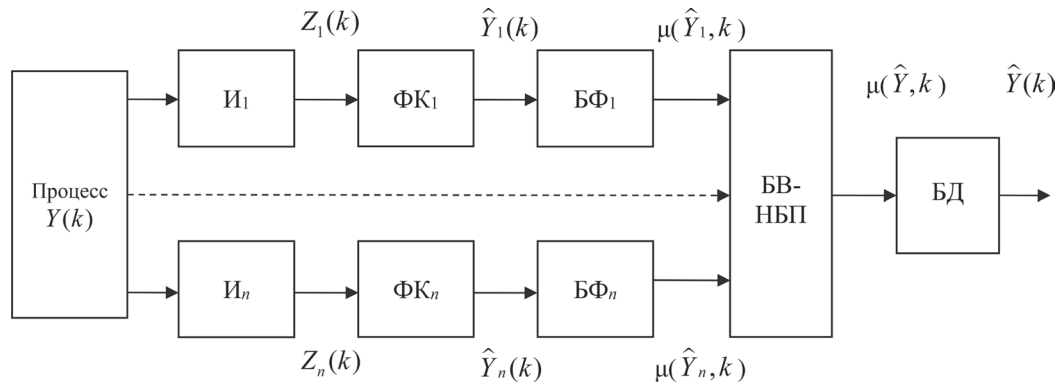 Z₁(k)
Ŷ₁(k)
μ(Ŷ₁,k)
И₁
ФК₁
БФ₁
μ(Ŷ,k)
Ŷ(k)
Процесс
Y(k)
БВ-
НБП
БД
Иₙ
ФКₙ
БФₙ
Zₙ(k)
Ŷₙ(k)
μ(Ŷₙ,k)